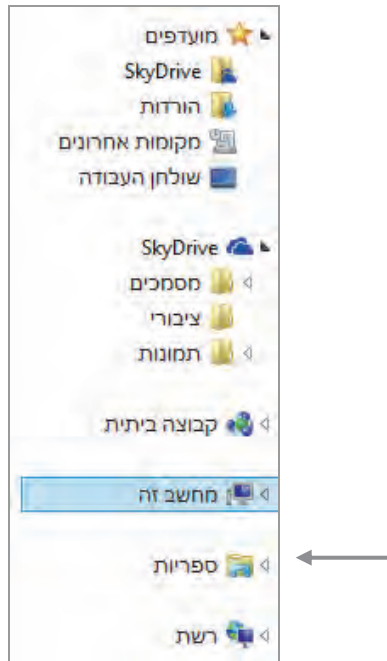 מועדפים
SkyDrive
הורדות
מקומות אחרונים
שולחן העבודה
SkyDrive
מסמכים
ציבורי
תמונות
קבוצה ביתית
מחשב זה
ספריות
רשת